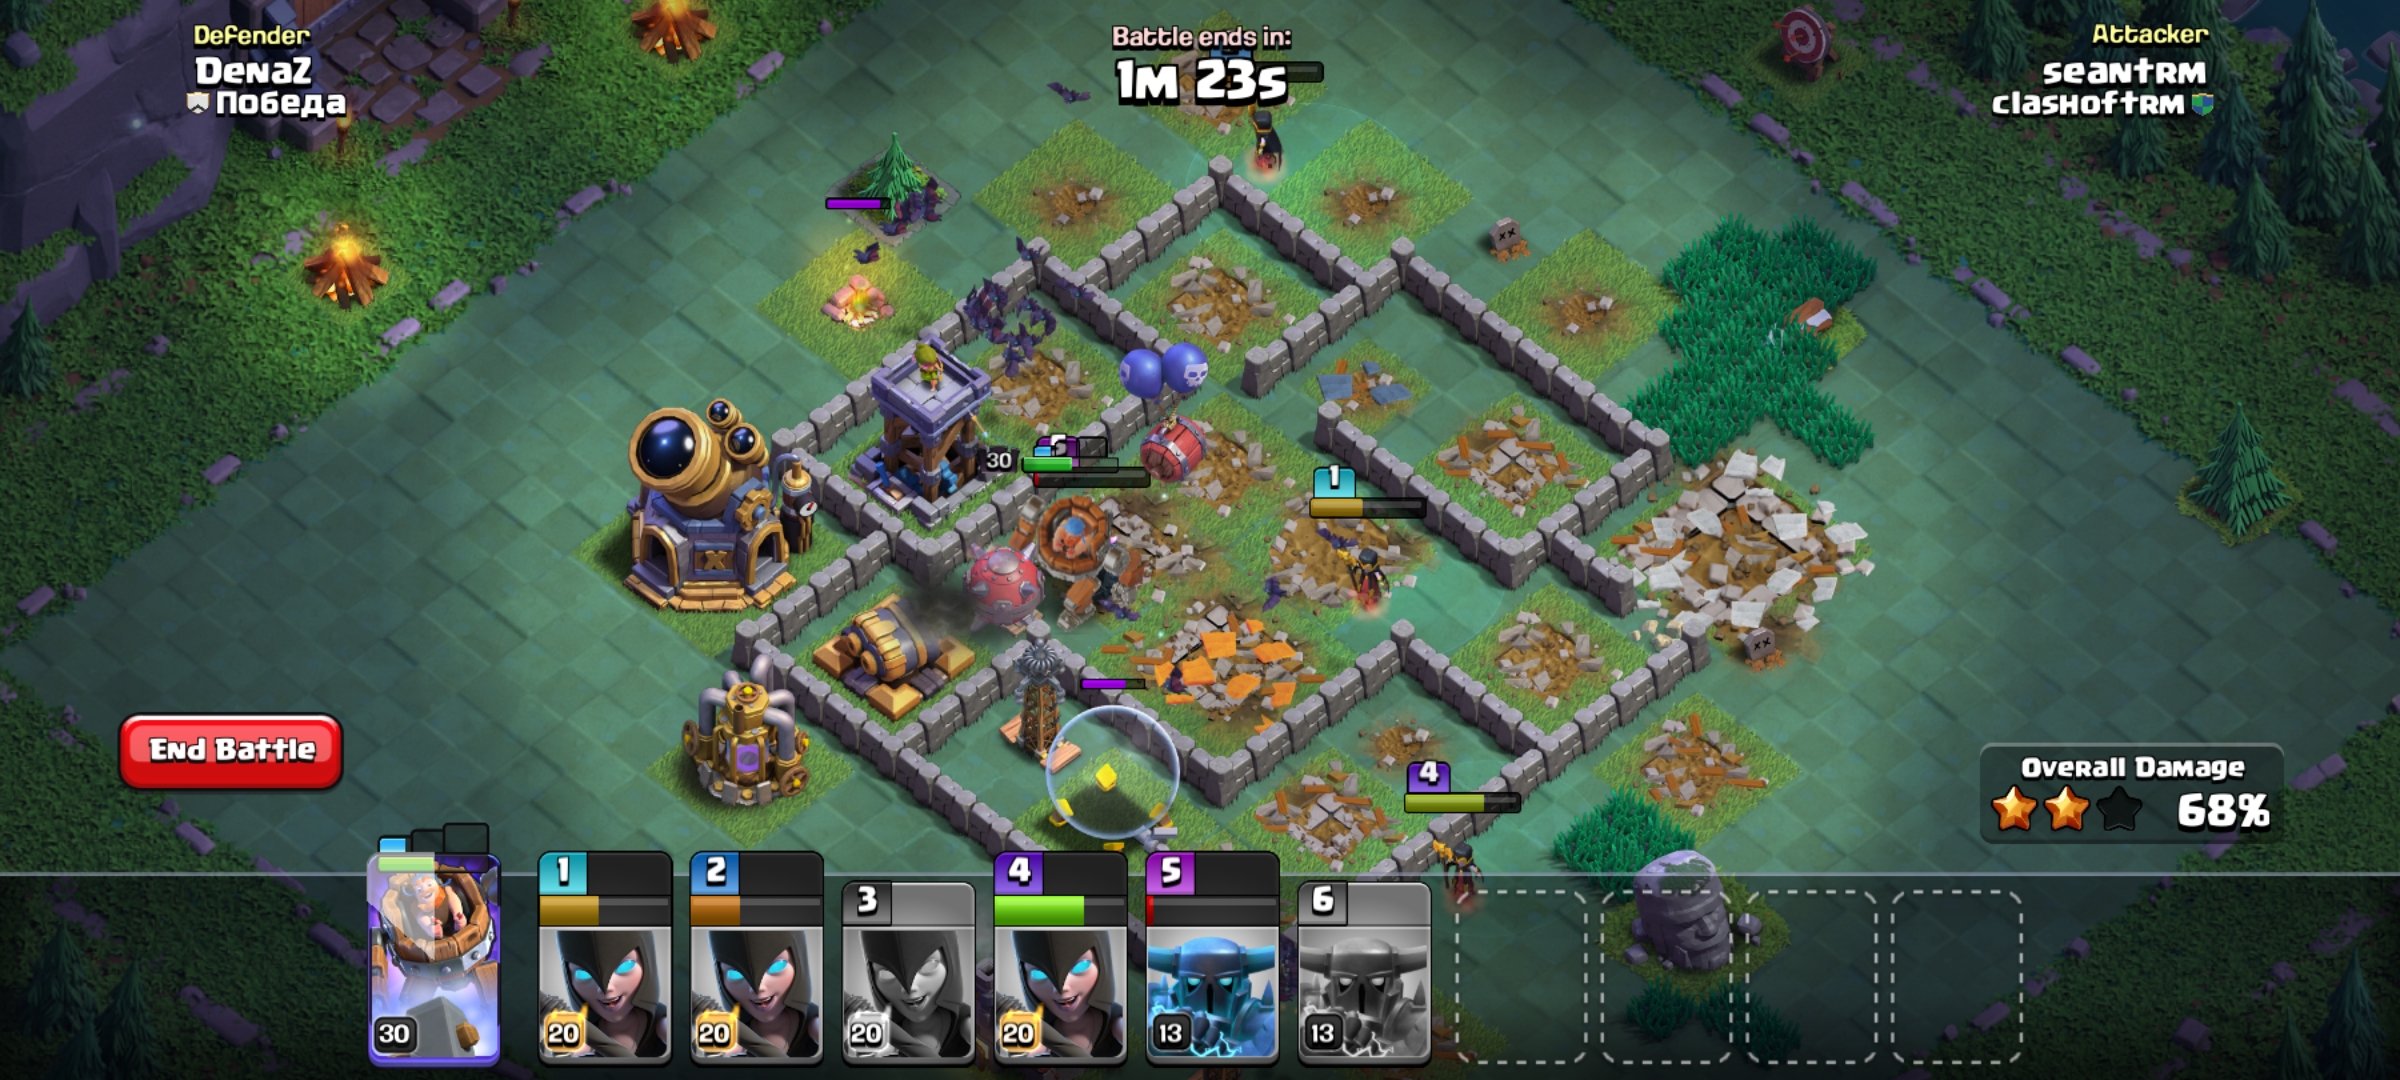 Defender
DenaZ
Победа
Battle ends in:
1M 23s
Attacker
seantRM
clashoftRM
5
30
1
4
End Battle
Overall Damage
68%
1
2
3
4
5
6
30
20
20
20
20
13
13